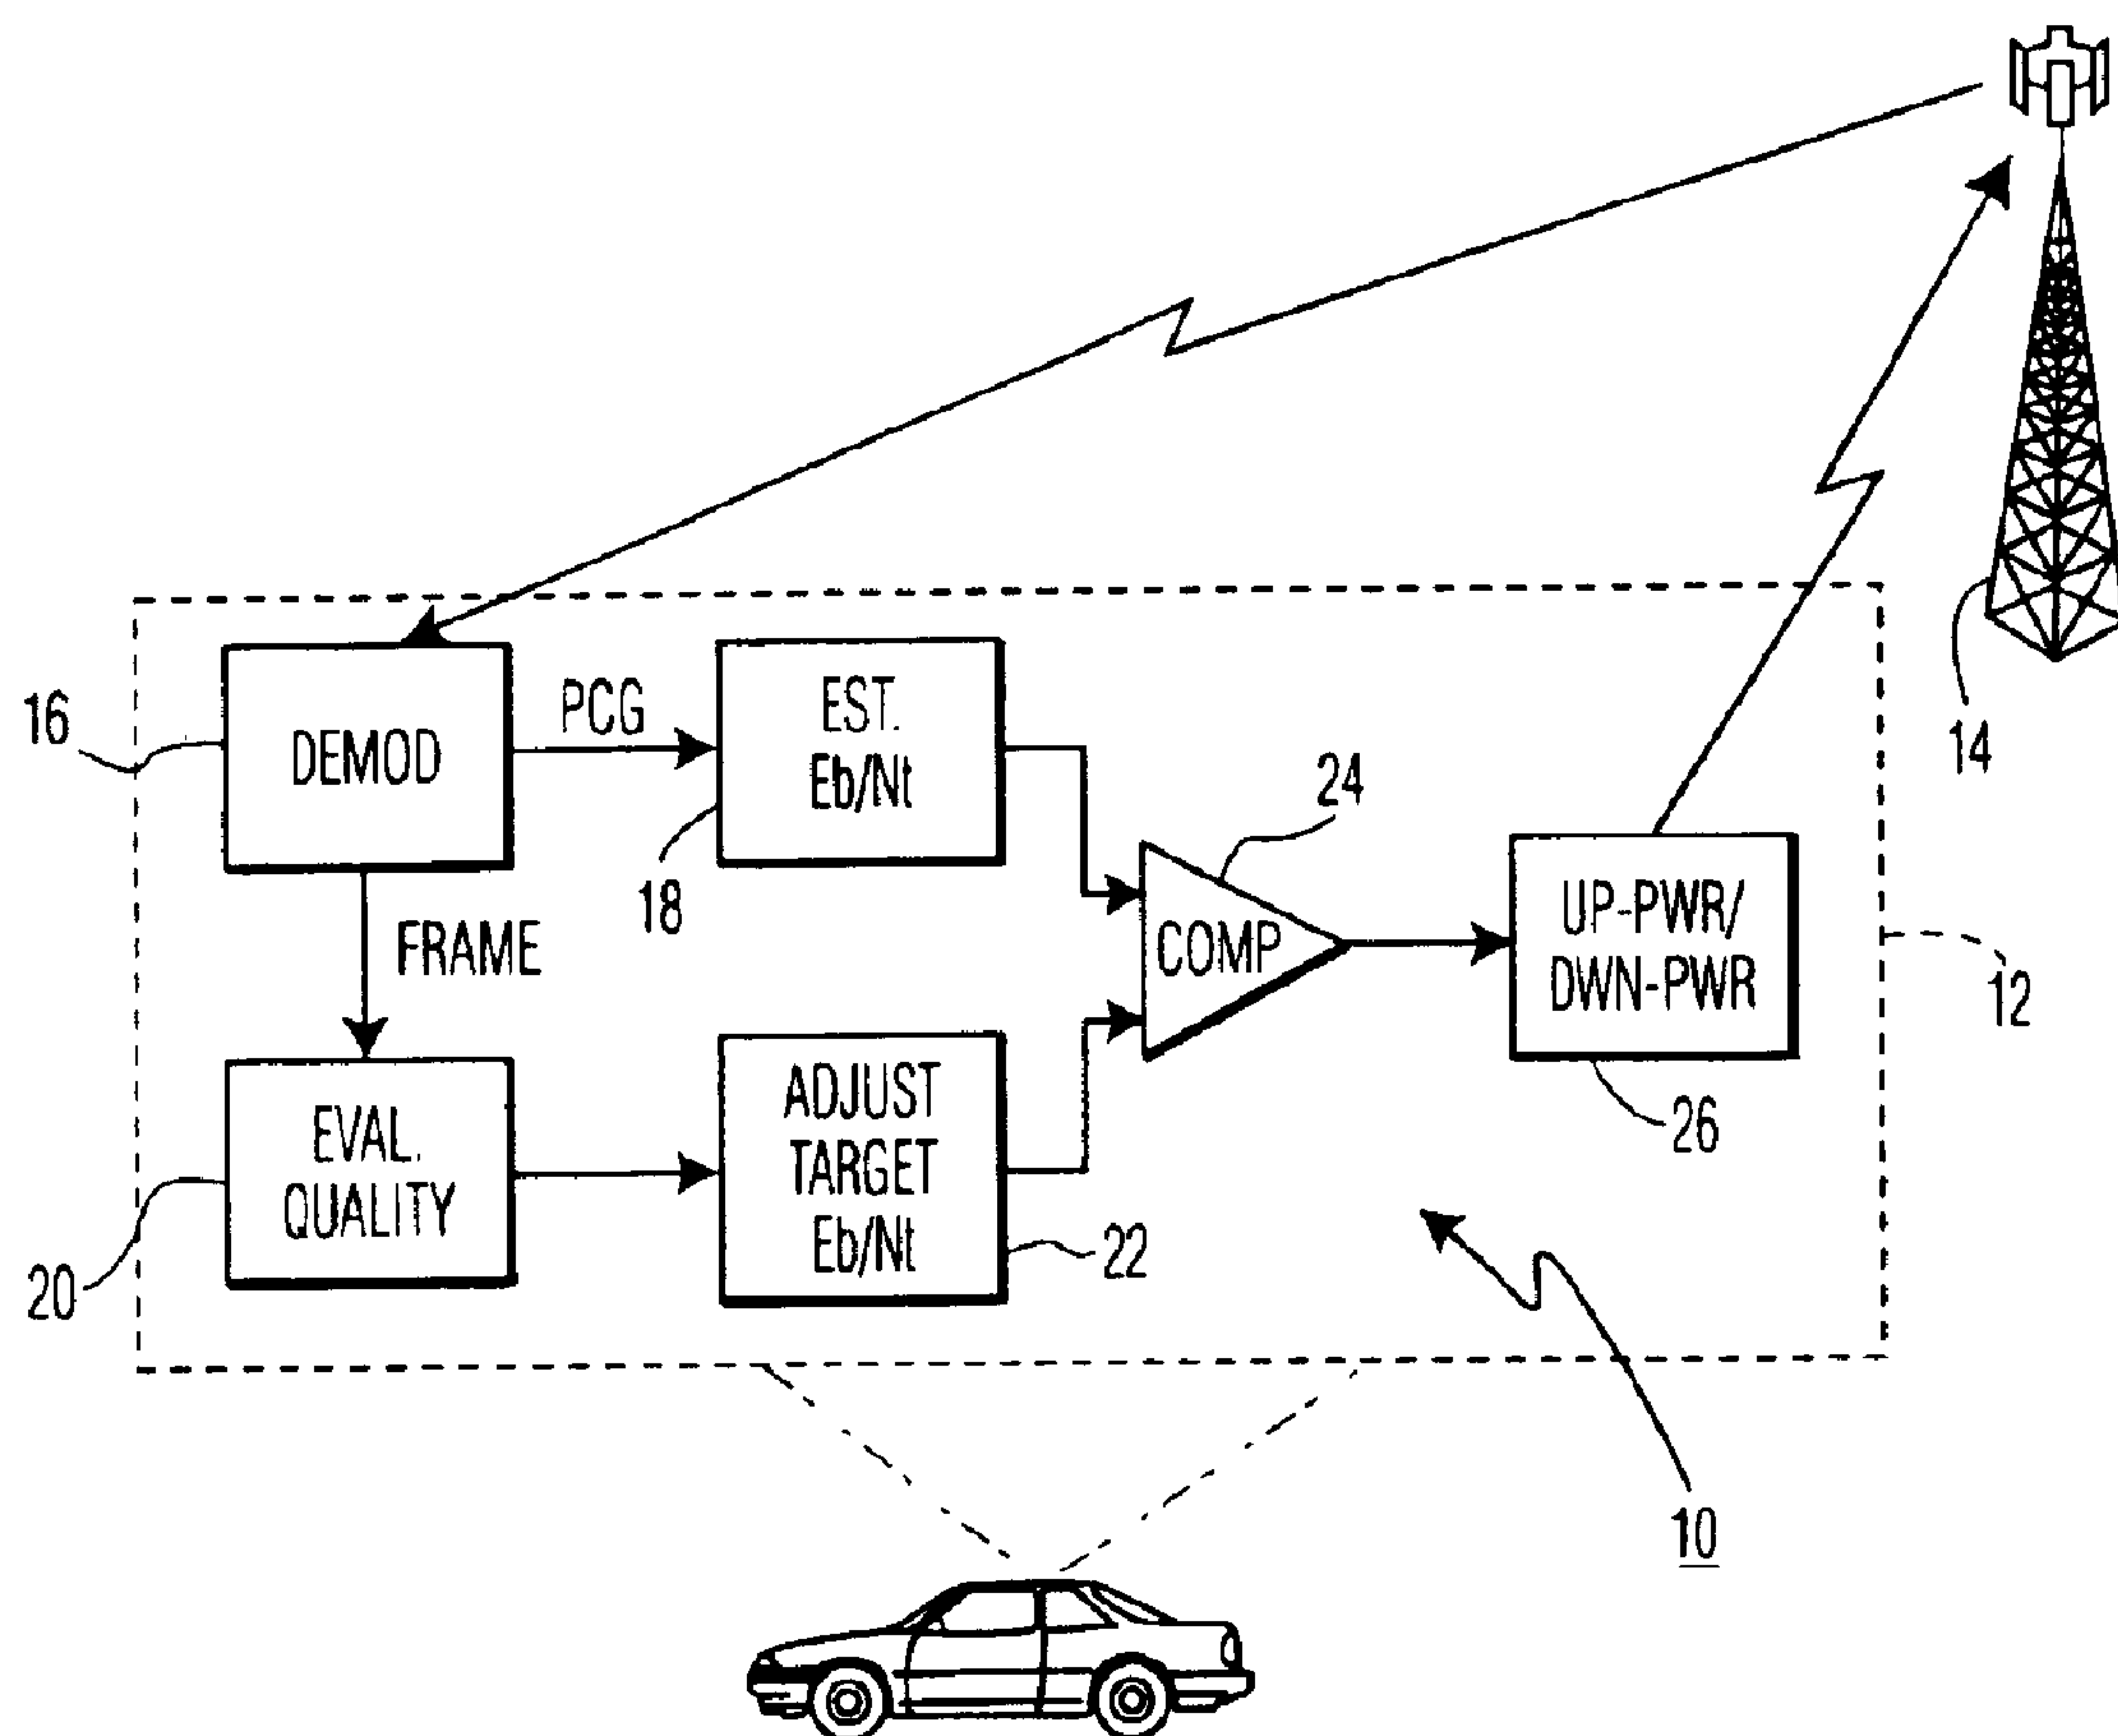 16
DEMOD
PCG
EST.
Eb/Nt
18
14
24
FRAME
COMP
UP-PWR/
DWN-PWR
12
EVAL.
QUALITY
20
ADJUST
TARGET
Eb/Nt
22
26
10